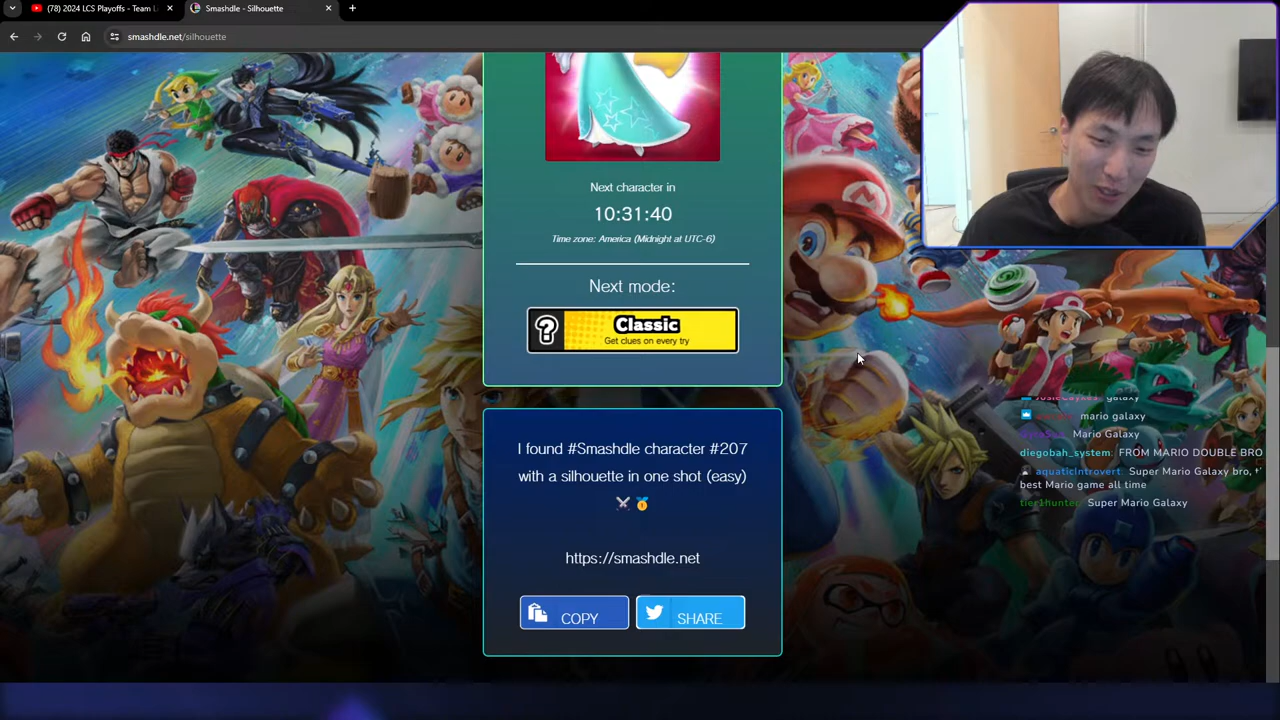 (78) 2024 LCS Playoffs - Team L
Smashdle - Silhouette
smashdle.net/silhouette
Next character in
10:31:40
Time zone: America (Midnight at UTC-6)
Next mode:
? Classic
Get clues on every try
I found #Smashdle character #207
with a silhouette in one shot (easy)
⚔️🥇
https://smashdle.net
COPY
SHARE
galaxy
mario galaxy
Mario Galaxy
diegobah_system: FROM MARIO DOUBLE BRO
aquaticIntrovert: Super Mario Galaxy bro,
best Mario game all time
tier1hunter: Super Mario Galaxy